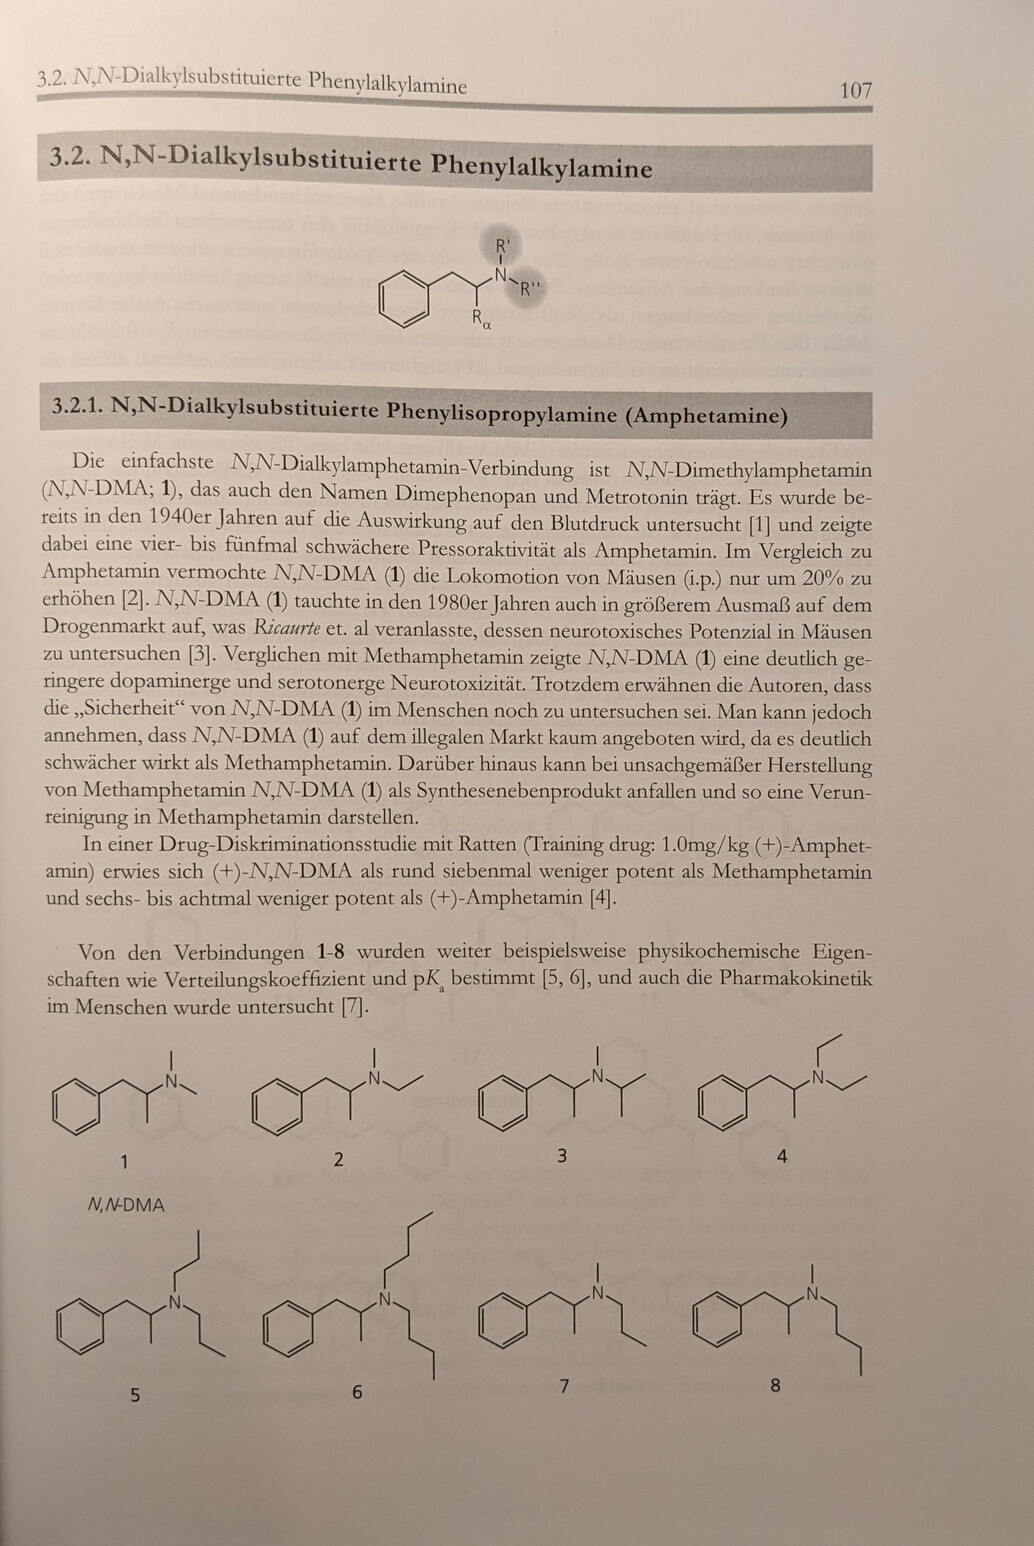 3.2. N,N-Dialkylsubstituierte Phenylalkylamine
107
3.2. N,N-Dialkylsubstituierte Phenylalkylamine
R'
N
R''
Rα
3.2.1. N,N-Dialkylsubstituierte Phenylisopropylamine (Amphetamine)
Die einfachste N,N-Dialkylamphetamin-Verbindung ist N,N-Dimethylamphetamin
(N,N-DMA; 1), das auch den Namen Dimephenopan und Metrotonin trägt. Es wurde be-
reits in den 1940er Jahren auf die Auswirkung auf den Blutdruck untersucht [1] und zeigte
dabei eine vier- bis fünfmal schwächere Pressoraktivität als Amphetamin. Im Vergleich zu
Amphetamin vermochte N,N-DMA (1) die Lokomotion von Mäusen (i.p.) nur um 20% zu
erhöhen [2]. N,N-DMA (1) tauchte in den 1980er Jahren auch in größerem Ausmaß auf dem
Drogenmarkt auf, was Ricaurte et. al veranlasste, dessen neurotoxisches Potenzial in Mäusen
zu untersuchen [3]. Verglichen mit Methamphetamin zeigte N,N-DMA (1) eine deutlich ge-
ringere dopaminerge und serotonerge Neurotoxizität. Trotzdem erwähnen die Autoren, dass
die „Sicherheit“ von N,N-DMA (1) im Menschen noch zu untersuchen sei. Man kann jedoch
annehmen, dass N,N-DMA (1) auf dem illegalen Markt kaum angeboten wird, da es deutlich
schwächer wirkt als Methamphetamin. Darüber hinaus kann bei unsachgemäßer Herstellung
von Methamphetamin N,N-DMA (1) als Synthesenebenprodukt anfallen und so eine Verun-
reinigung in Methamphetamin darstellen.
In einer Drug-Diskriminationsstudie mit Ratten (Training drug: 1.0mg/kg (+)-Amphet-
amin) erwies sich (+)-N,N-DMA als rund siebenmal weniger potent als Methamphetamin
und sechs- bis achtmal weniger potent als (+)-Amphetamin [4].
Von den Verbindungen 1-8 wurden weiter beispielsweise physikochemische Eigen-
schaften wie Verteilungskoeffizient und pKa bestimmt [5, 6], und auch die Pharmakokinetik
im Menschen wurde untersucht [7].
N N N N
1 2 3 4
N,N-DMA
N N N N
5 6 7 8